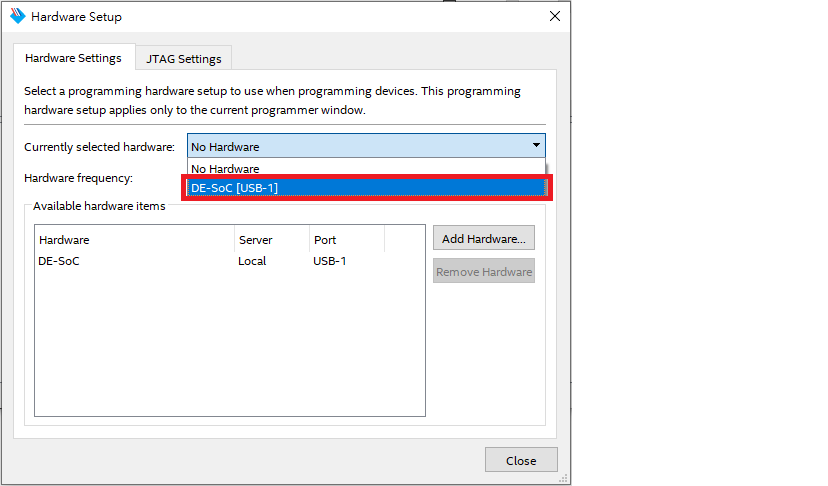 Hardware Setup
Hardware Settings
JTAG Settings
Select a programming hardware setup to use when programming devices. This programming
hardware setup applies only to the current programmer window.
Currently selected hardware:
No Hardware
No Hardware
Hardware frequency:
DE-SoC [USB-1]
Available hardware items
Hardware Server Port
DE-SoC Local USB-1
Add Hardware...
Remove Hardware
Close